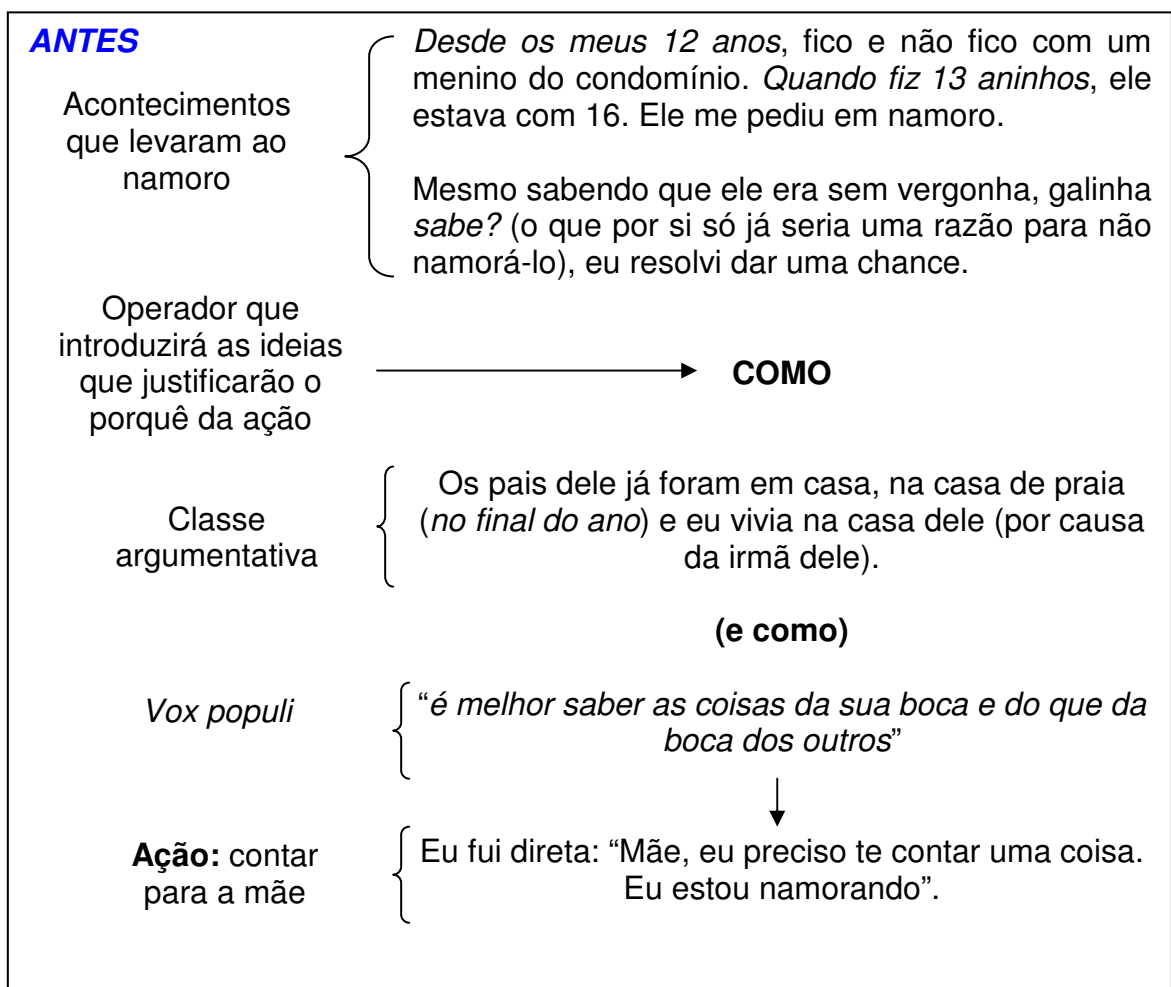 ANTES
Desde os meus 12 anos, fico e não fico com um
menino do condomínio. Quando fiz 13 aninhos, ele
estava com 16. Ele me pediu em namoro.
Acontecimentos
que levaram ao
namoro
Mesmo sabendo que ele era sem vergonha, galinha
sabe? (o que por si só já seria uma razão para não
namorá-lo), eu resolvi dar uma chance.
Operador que
introduzirá as ideias
que justificarão o
porquê da ação
COMO
Classe
argumentativa
Os pais dele já foram em casa, na casa de praia
(no final do ano) e eu vivia na casa dele (por causa
da irmã dele).
(e como)
Vox populi
“é melhor saber as coisas da sua boca e do que da
boca dos outros”
Ação: contar
para a mãe
Eu fui direta: “Mãe, eu preciso te contar uma coisa.
Eu estou namorando”.